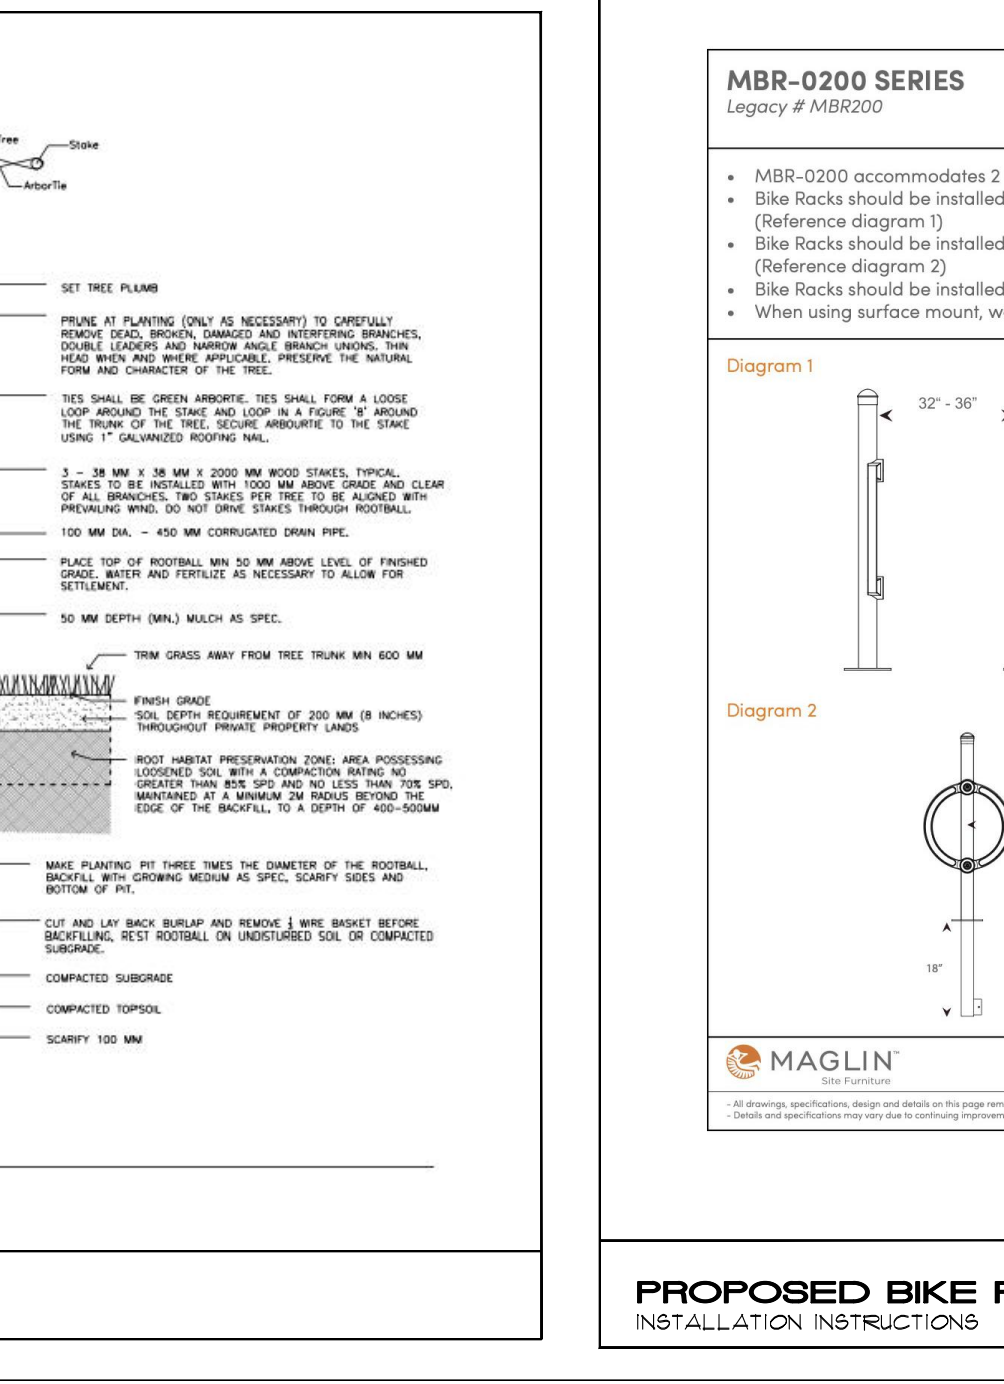 Tree
Stake
ArborTie
SET TREE PLUMB
PRUNE AT PLANTING (ONLY AS NECESSARY) TO CAREFULLY
REMOVE DEAD, BROKEN, DAMAGED AND INTERFERING BRANCHES,
DOUBLE LEADERS AND NARROW ANGLE BRANCH UNIONS. THIN
HEAD WHEN AND WHERE APPLICABLE. PRESERVE THE NATURAL
FORM AND CHARACTER OF THE TREE.
TIES SHALL BE GREEN ARBORTIE. TIES SHALL FORM A LOOSE
LOOP AROUND THE STAKE AND LOOP IN A FIGURE '8' AROUND
THE TRUNK OF THE TREE. SECURE ARBOURTIE TO THE STAKE
USING 1" GALVANIZED ROOFING NAIL.
3 - 38 MM X 38 MM X 2000 MM WOOD STAKES, TYPICAL.
STAKES TO BE INSTALLED WITH 1000 MM ABOVE GRADE AND CLEAR
OF ALL BRANCHES. TWO STAKES PER TREE TO BE ALIGNED WITH
PREVAILING WIND. DO NOT DRIVE STAKES THROUGH ROOTBALL.
100 MM DIA. - 450 MM CORRUGATED DRAIN PIPE.
PLACE TOP OF ROOTBALL MIN 50 MM ABOVE LEVEL OF FINISHED
GRADE. WATER AND FERTILIZE AS NECESSARY TO ALLOW FOR
SETTLEMENT.
50 MM DEPTH (MIN.) MULCH AS SPEC.
TRIM GRASS AWAY FROM TREE TRUNK MIN 600 MM
FINISH GRADE
SOIL DEPTH REQUIREMENT OF 200 MM (8 INCHES)
THROUGHOUT PRIVATE PROPERTY LANDS
ROOT HABITAT PRESERVATION ZONE: AREA POSSESSING
LOOSENED SOIL WITH A COMPACTION RATING NO
GREATER THAN 85% SPD AND NO LESS THAN 70% SPD,
MAINTAINED AT A MINIMUM 2M RADIUS BEYOND THE
EDGE OF THE BACKFILL, TO A DEPTH OF 400-500MM
MAKE PLANTING PIT THREE TIMES THE DIAMETER OF THE ROOTBALL,
BACKFILL WITH GROWING MEDIUM AS SPEC. SCARIFY SIDES AND
BOTTOM OF PIT.
CUT AND LAY BACK BURLAP AND REMOVE ½ WIRE BASKET BEFORE
BACKFILLING, REST ROOTBALL ON UNDISTURBED SOIL OR COMPACTED
SUBGRADE.
COMPACTED SUBGRADE
COMPACTED TOPSOIL
SCARIFY 100 MM
MBR-0200 SERIES
Legacy # MBR200
• MBR-0200 accommodates 2
• Bike Racks should be installed
(Reference diagram 1)
• Bike Racks should be installed
(Reference diagram 2)
• Bike Racks should be installed
• When using surface mount, we
Diagram 1
32“ - 36”
Diagram 2
18"
MAGLIN™
Site Furniture
- All drawings, specifications, design and details on this page rem
- Details and specifications may vary due to continuing improvem
PROPOSED BIKE
INSTALLATION INSTRUCTIONS